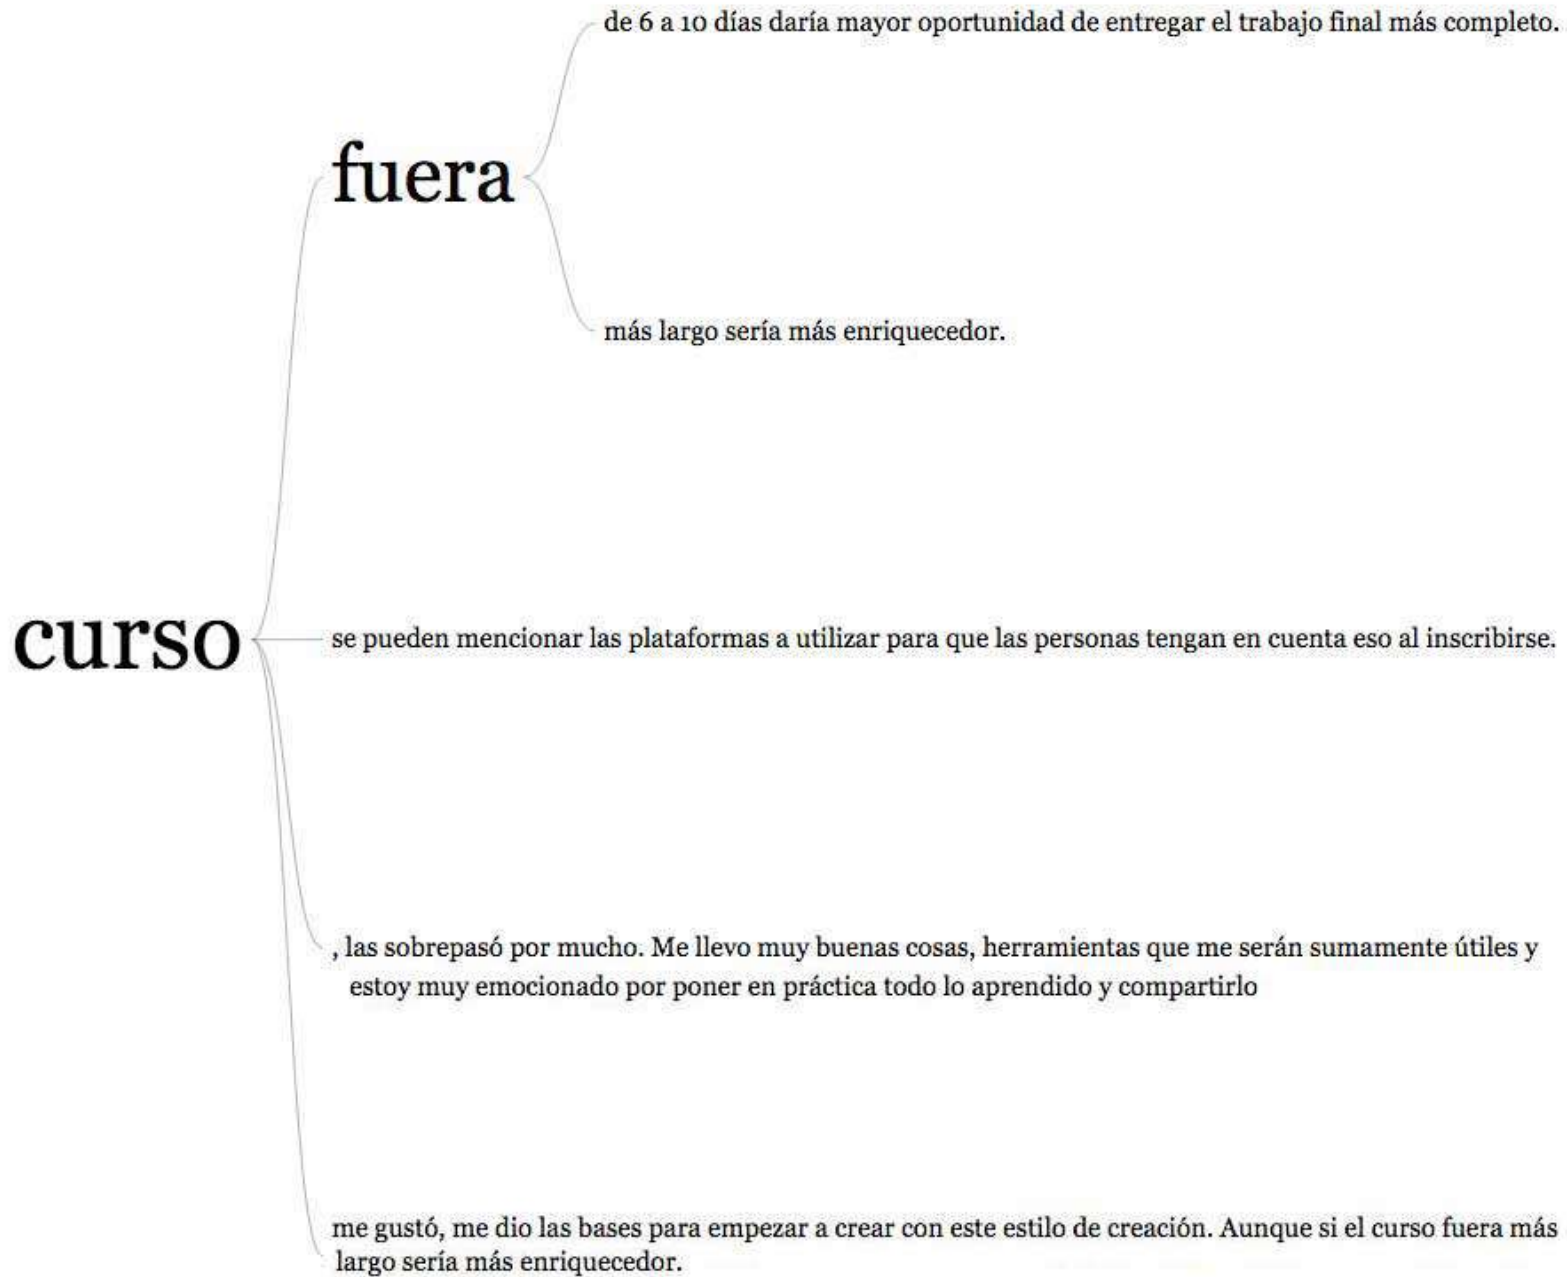 de 6 a 10 días daría mayor oportunidad de entregar el trabajo final más completo.
fuera
más largo sería más enriquecedor.
curso
se pueden mencionar las plataformas a utilizar para que las personas tengan en cuenta eso al inscribirse.
, las sobrepasó por mucho. Me llevo muy buenas cosas, herramientas que me serán sumamente útiles y
estoy muy emocionado por poner en práctica todo lo aprendido y compartirlo
me gustó, me dio las bases para empezar a crear con este estilo de creación. Aunque si el curso fuera más
largo sería más enriquecedor.